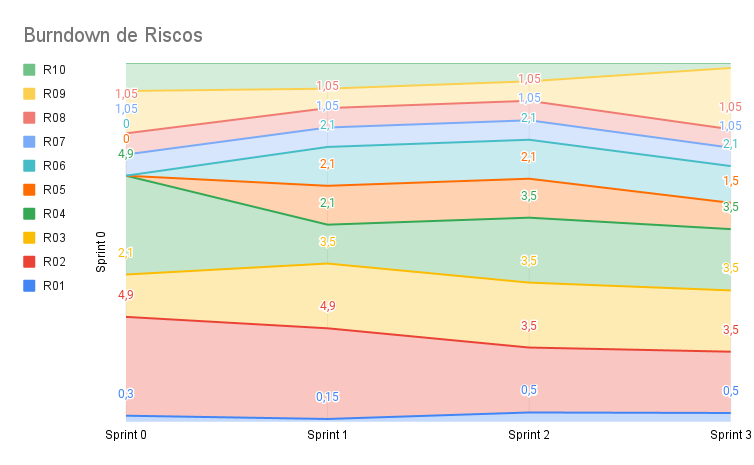 Burndown de Riscos
R10
R09
R08
R07
R06
R05
R04
R03
R02
R01
Sprint 0
1,05
1,05
0
0
4,9
2,1
4,9
0,3
1,05
1,05
2,1
2,1
2,1
3,5
4,9
0,15
1,05
1,05
2,1
2,1
3,5
3,5
3,5
0,5
1,05
1,05
2,1
1,5
3,5
3,5
3,5
0,5
Sprint 0
Sprint 1
Sprint 2
Sprint 3